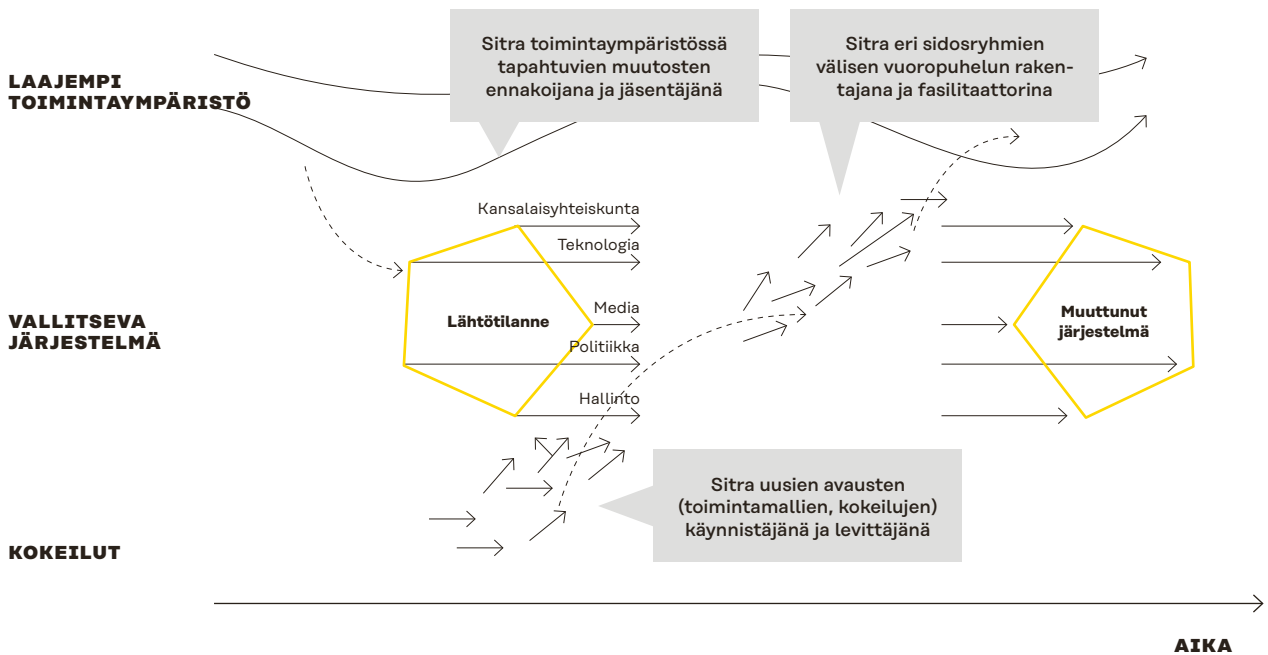 Sitra toimintaympäristössä
tapahtuvien muutosten
ennakoijana ja jäsentäjänä
Sitra eri sidosryhmien
välisen vuoropuhelun raken-
tajana ja fasilitaattorina
LAAJEMPI
TOIMINTAYMPÄRISTÖ
Kansalaisyhteiskunta
Teknologia
Media
Politiikka
Hallinto
VALLITSEVA
JÄRJESTELMÄ
Lähtötilanne
Muuttunut
järjestelmä
Sitra uusien avausten
(toimintamallien, kokeilujen)
käynnistäjänä ja levittäjänä
KOKEILUT
AIKA